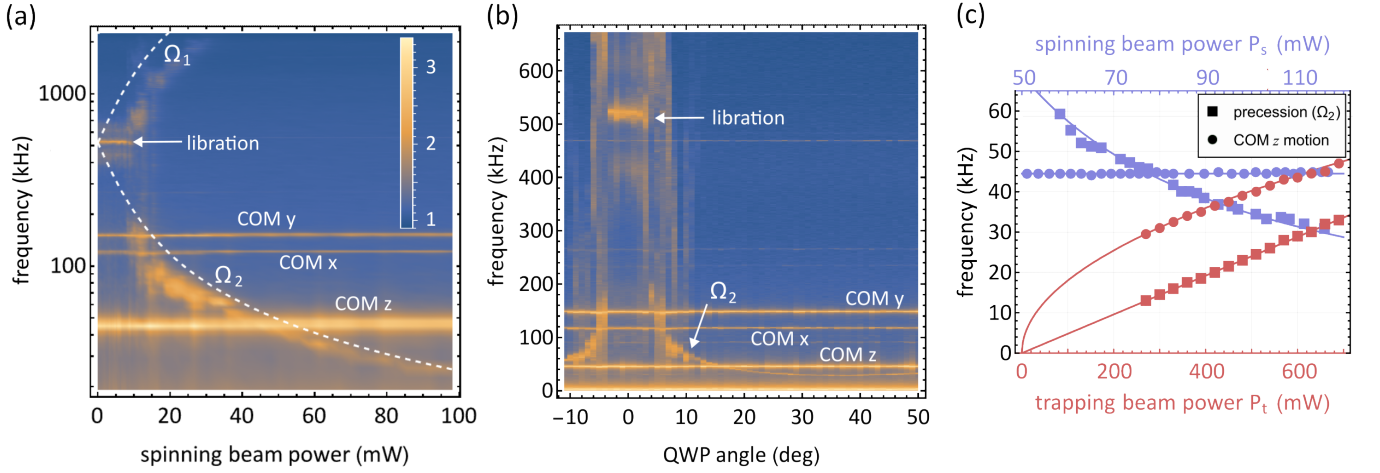 (a)
frequency (kHz)
1000
100
Ω₁
libration
COM y
COM x
Ω₂
COM z
3
2
1
0
20
40
60
80
100
spinning beam power (mW)
(b)
frequency (kHz)
600
500
400
300
200
100
0
libration
Ω₂
COM y
COM x
COM z
−10
0
10
20
30
40
50
QWP angle (deg)
(c)
spinning beam power Pₛ (mW)
50
70
90
110
frequency (kHz)
60
50
40
30
20
10
0
precession (Ω₂)
COM z motion
0
200
400
600
trapping beam power Pₜ (mW)